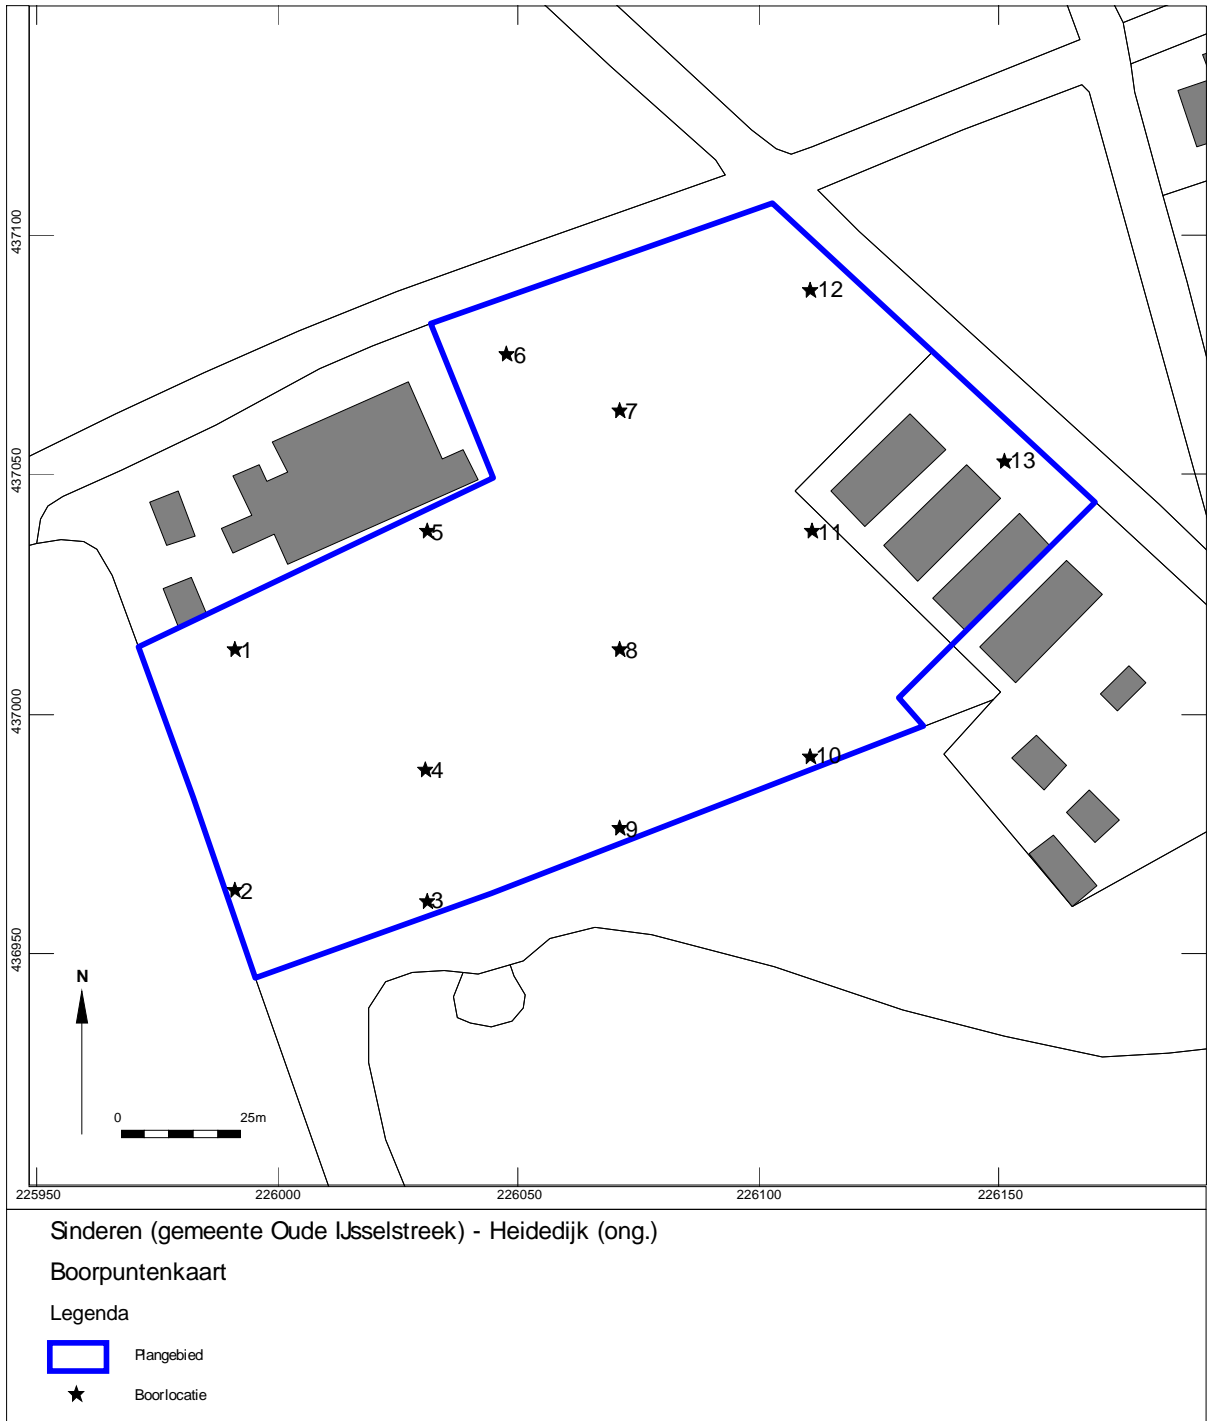 437100
12
6
7
437050
13
5
11
1
8
437000
10
4
9
2
3
436950
N
0 25m
225950 226000 226050 226100 226150
Sinderen (gemeente Oude IJsselstreek) - Heidedijk (ong.)
Boorpuntenkaart
Legenda
Plangebied
Boorlocatie